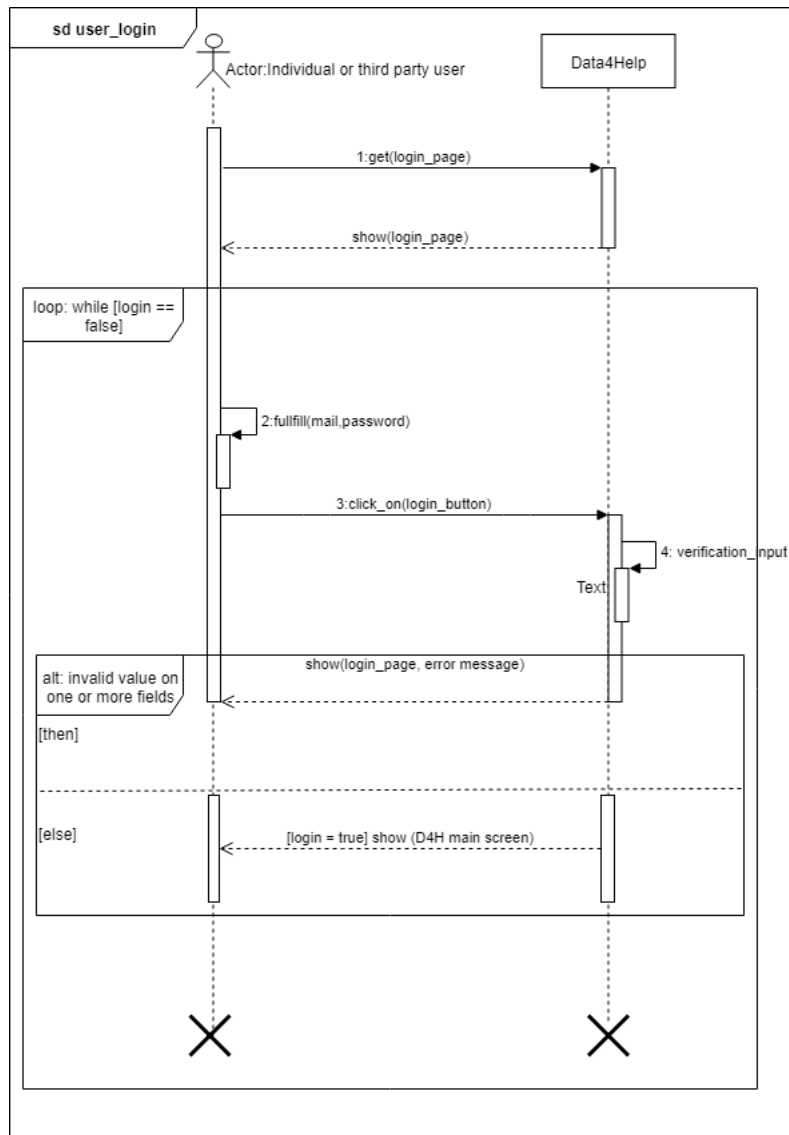 sd user_login
Actor:Individual or third party user
Data4Help
1:get(login_page)
show(login_page)
loop: while [login ==
false]
2:fullfill(mail,password)
3:click_on(login_button)
4: verification_input
Text
alt: invalid value on
one or more fields
show(login_page, error message)
[then]
[else]
[login = true] show (D4H main screen)